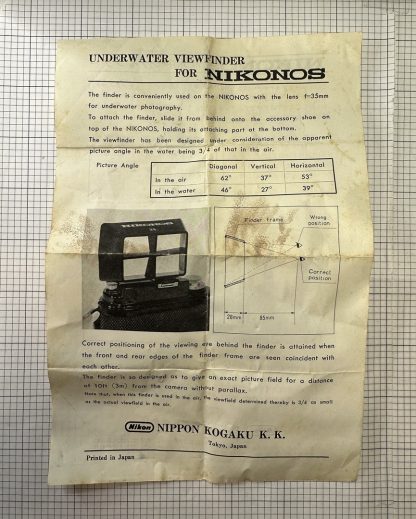 UNDERWATER VIEWFINDER
FOR NIKONOS
The finder is conveniently used on the NIKONOS with the lens f=35mm
for underwater photography.
To attach the finder, slide it from behind onto the accessory shoe on
top of the NIKONOS, holding its attaching part at the bottom.
The viewfinder has been designed under consideration of the apparent
picture angle in the water being 3/4 of that in the air.
Picture Angle
Diagonal Vertical Horizontal
In the air 62° 37° 53°
In the water 46° 27° 39°
NIKONOS
Finder frame
Wrong
position
Correct
position
28mm 85mm
Correct positioning of the viewing eye behind the finder is attained when
the front and rear edges of the finder frame are seen coincident with
each other.
The finder is so designed as to give an exact picture field for a distance
at 10ft (3m) from the camera without parallax.
Note that, when this finder is used in the air, the viewfield determined thereby is 3/4 as small
as the actual viewfield in the air.
Nikon NIPPON KOGAKU K. K.
Tokyo, Japan
Printed in Japan